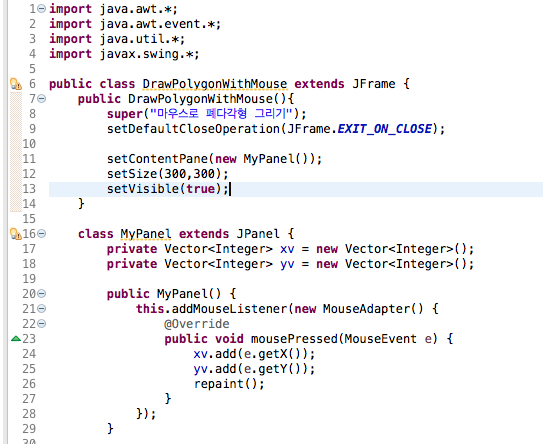 1 import java.awt.*;
2 import java.awt.event.*;
3 import java.util.*;
4 import javax.swing.*;
5
6 public class DrawPolygonWithMouse extends JFrame {
7     public DrawPolygonWithMouse(){
8         super("마우스로 폐다각형 그리기");
9         setDefaultCloseOperation(JFrame.EXIT_ON_CLOSE);
10
11         setContentPane(new MyPanel());
12         setSize(300,300);
13         setVisible(true);
14     }
15
16     class MyPanel extends JPanel {
17         private Vector<Integer> xv = new Vector<Integer>();
18         private Vector<Integer> yv = new Vector<Integer>();
19
20         public MyPanel() {
21             this.addMouseListener(new MouseAdapter() {
22                 @Override
23                 public void mousePressed(MouseEvent e) {
24                     xv.add(e.getX());
25                     yv.add(e.getY());
26                     repaint();
27                 }
28             });
29         }